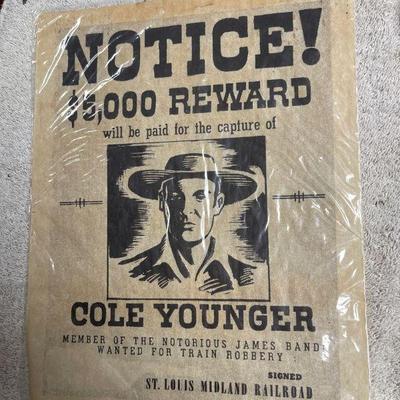 NOTICE!
$5,000 REWARD
will be paid for the capture of
COLE YOUNGER
MEMBER OF THE NOTORIOUS JAMES BAND
WANTED FOR TRAIN ROBBERY
SIGNED
ST. LOUIS MIDLAND RAILROAD